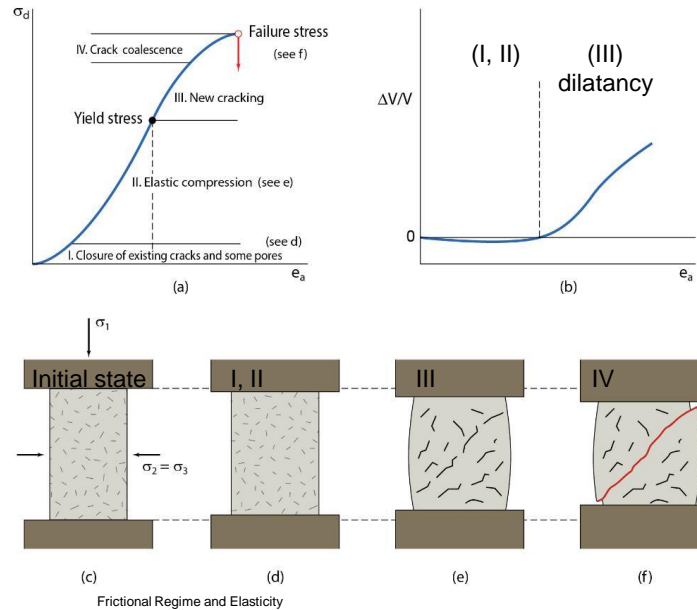 σd
IV. Crack coalescence
Failure stress
(see f)
III. New cracking
Yield stress
II. Elastic compression (see e)
(see d)
I. Closure of existing cracks and some pores
ea
(a)
(I, II)
(III)
dilatancy
ΔV/V
0
ea
(b)
σ1
Initial state
I, II
III
IV
σ2 = σ3
(c)
(d)
(e)
(f)
Frictional Regime and Elasticity